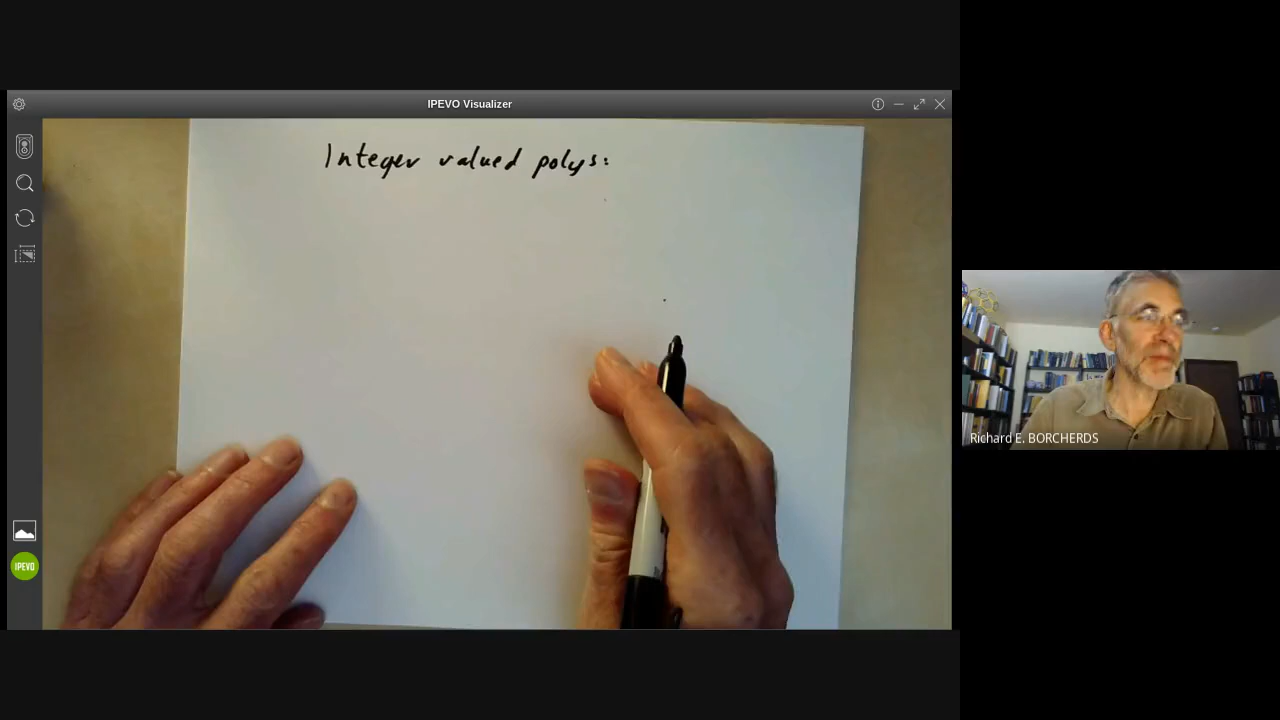 IPEVO Visualizer
Integer valued polys:
Richard E. BORCHERDS
IPEVO